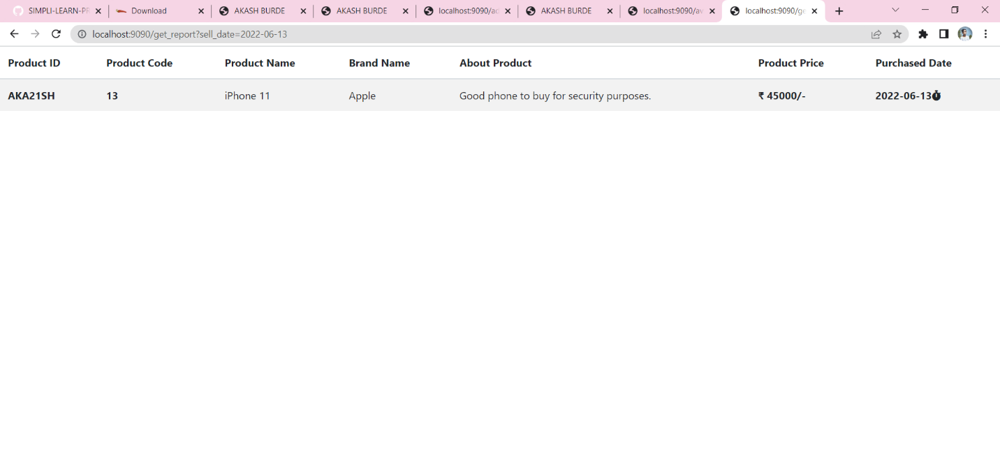 SIMPLI-LEARN-PR Download AKASH BURDE AKASH BURDE localhost:9090/ad AKASH BURDE localhost:9090/av localhost:9090/ge
localhost:9090/get_report?sell_date=2022-06-13
Product ID Product Code Product Name Brand Name About Product Product Price Purchased Date
AKA21SH 13 iPhone 11 Apple Good phone to buy for security purposes. ₹ 45000/- 2022-06-13